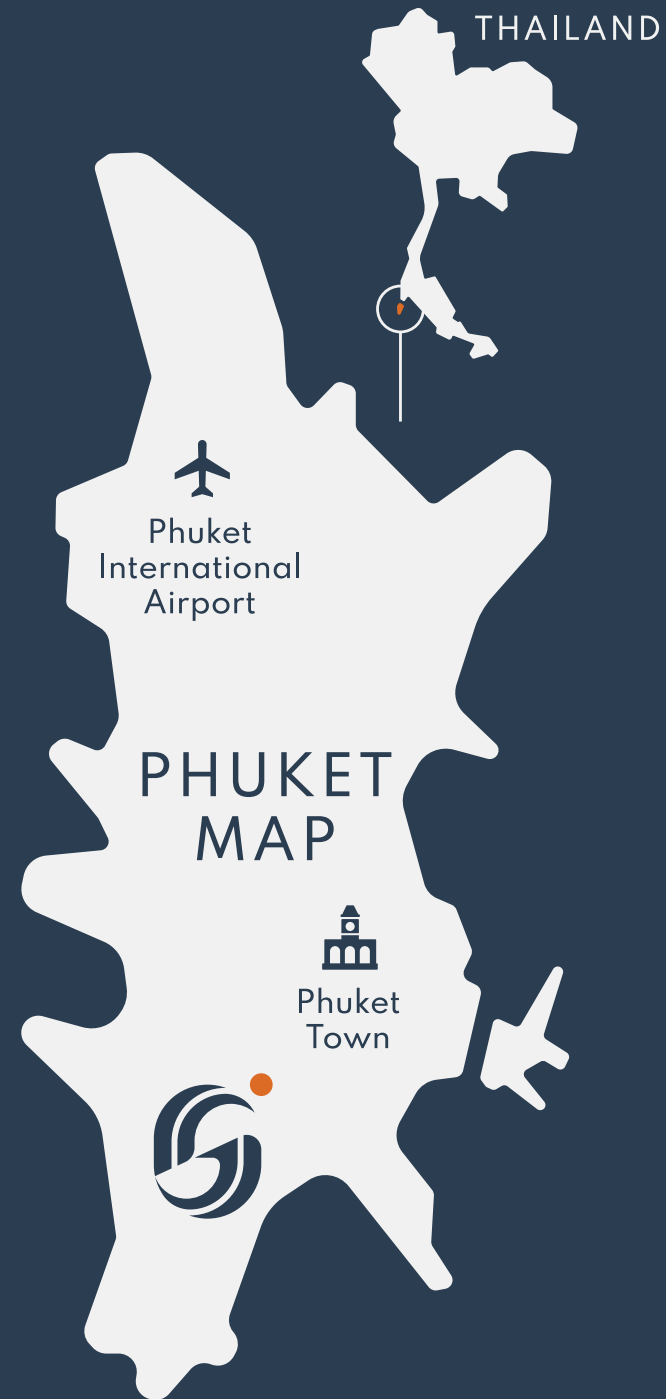 THAILAND
Phuket
International
Airport
PHUKET
MAP
Phuket
Town